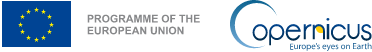 PROGRAMME OF THE
EUROPEAN UNION
opernicus
Europe's eyes on Earth